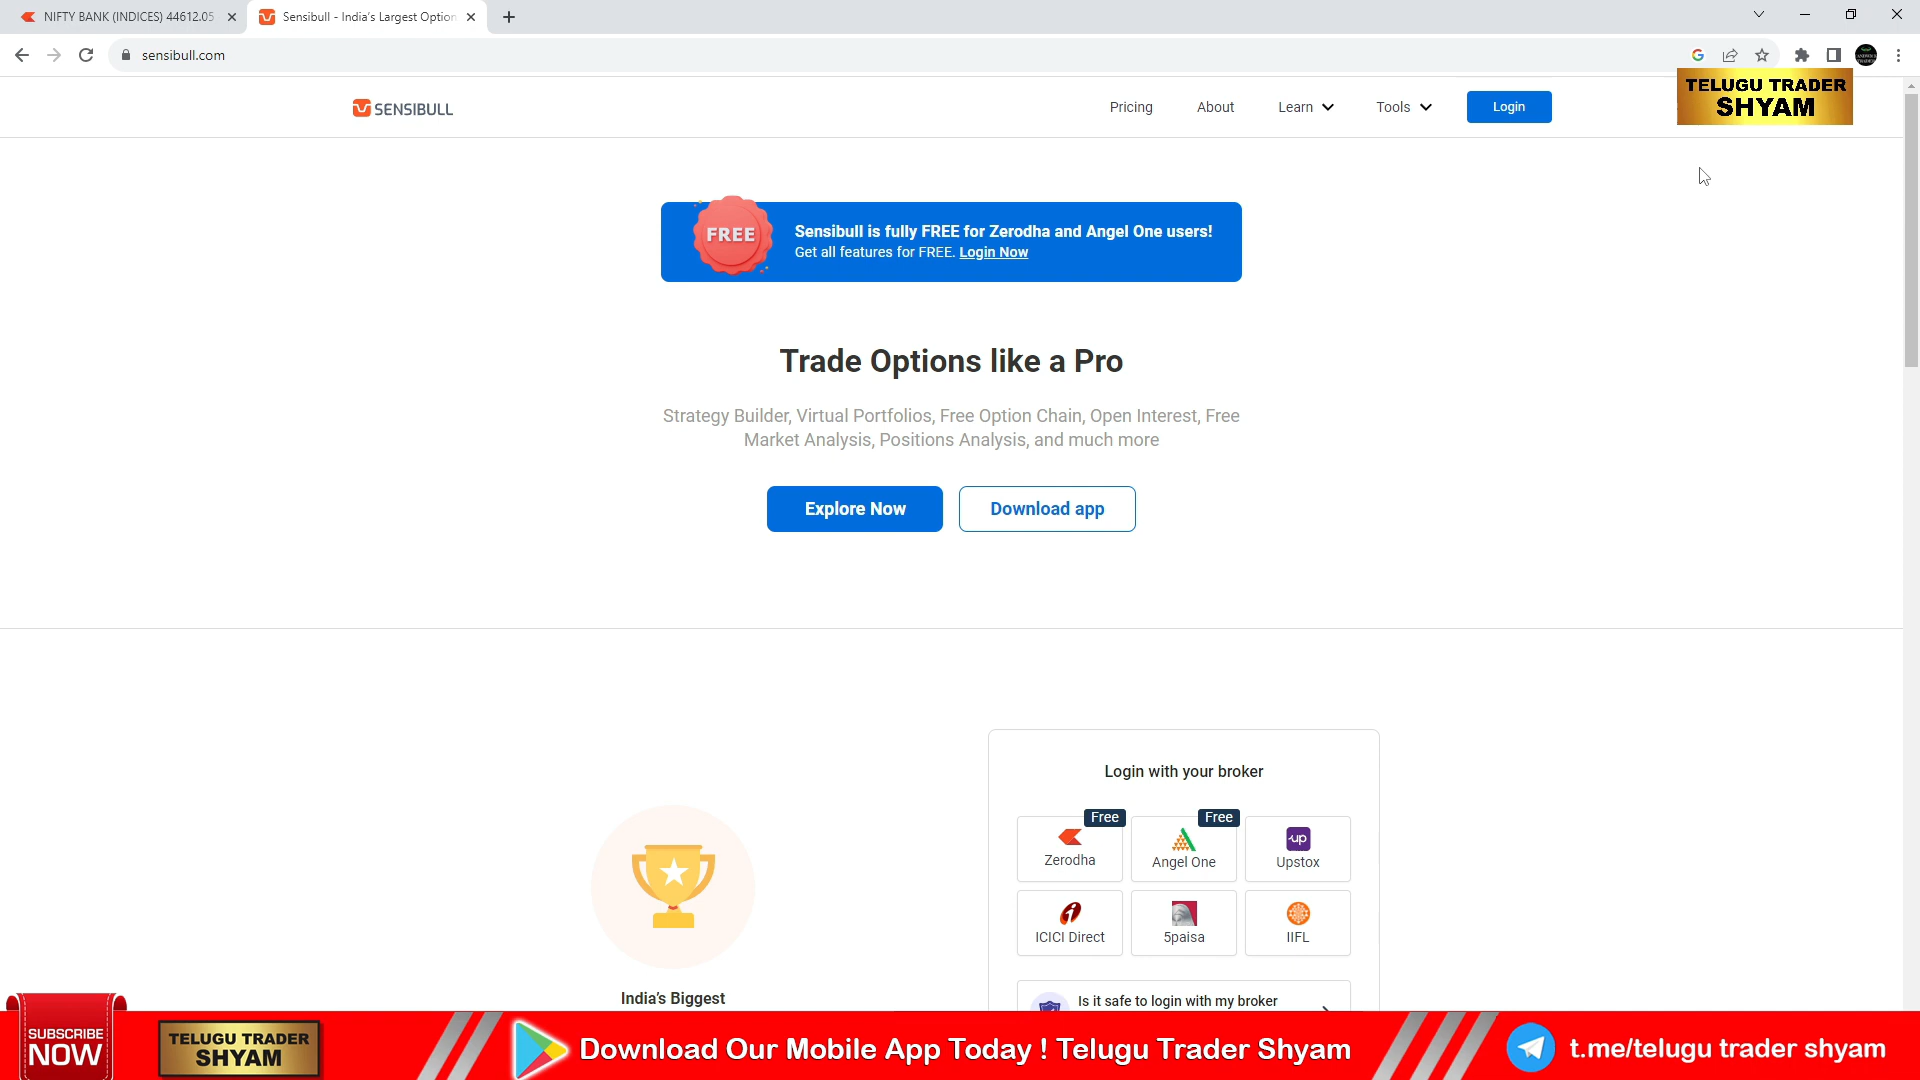 NIFTY BANK (INDICES) 44612.05
Sensibull - India's Largest Option
sensibull.com
TELUGU TRADER
SHYAM
SENSIBULL
Pricing
About
Learn
Tools
Login
FREE
Sensibull is fully FREE for Zerodha and Angel One users!
Get all features for FREE. Login Now
Trade Options like a Pro
Strategy Builder, Virtual Portfolios, Free Option Chain, Open Interest, Free
Market Analysis, Positions Analysis, and much more
Explore Now
Download app
Login with your broker
Free
Free
Zerodha
Angel One
up
Upstox
ICICI Direct
5paisa
IIFL
India's Biggest
Is it safe to login with my broker
SUBSCRIBE
NOW
TELUGU TRADER
SHYAM
Download Our Mobile App Today ! Telugu Trader Shyam
t.me/telugu trader shyam